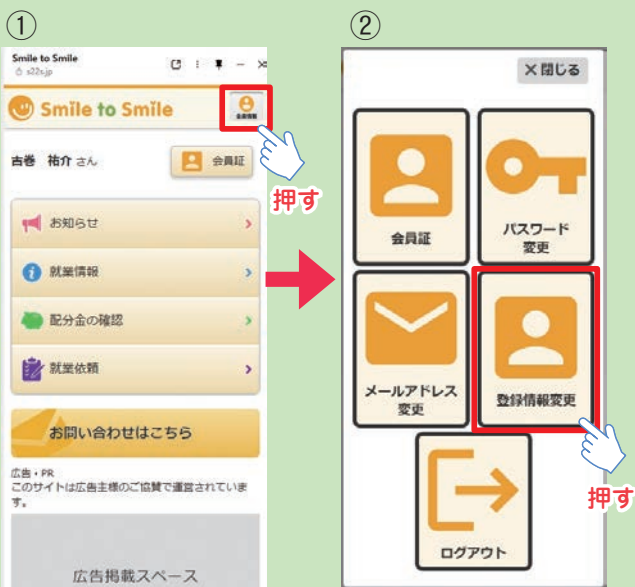 ①
Smile to Smile
s22s.jp
Smile to Smile
会員情報
古巻 祐介 さん
会員証
押す
お知らせ
就業情報
配分金の確認
就業依頼
お問い合わせはこちら
広告・PR
このサイトは広告主様のご協賛で運営されていま
す。
広告掲載スペース
②
×閉じる
会員証
パスワード
変更
メールアドレス
変更
登録情報変更
押す
ログアウト